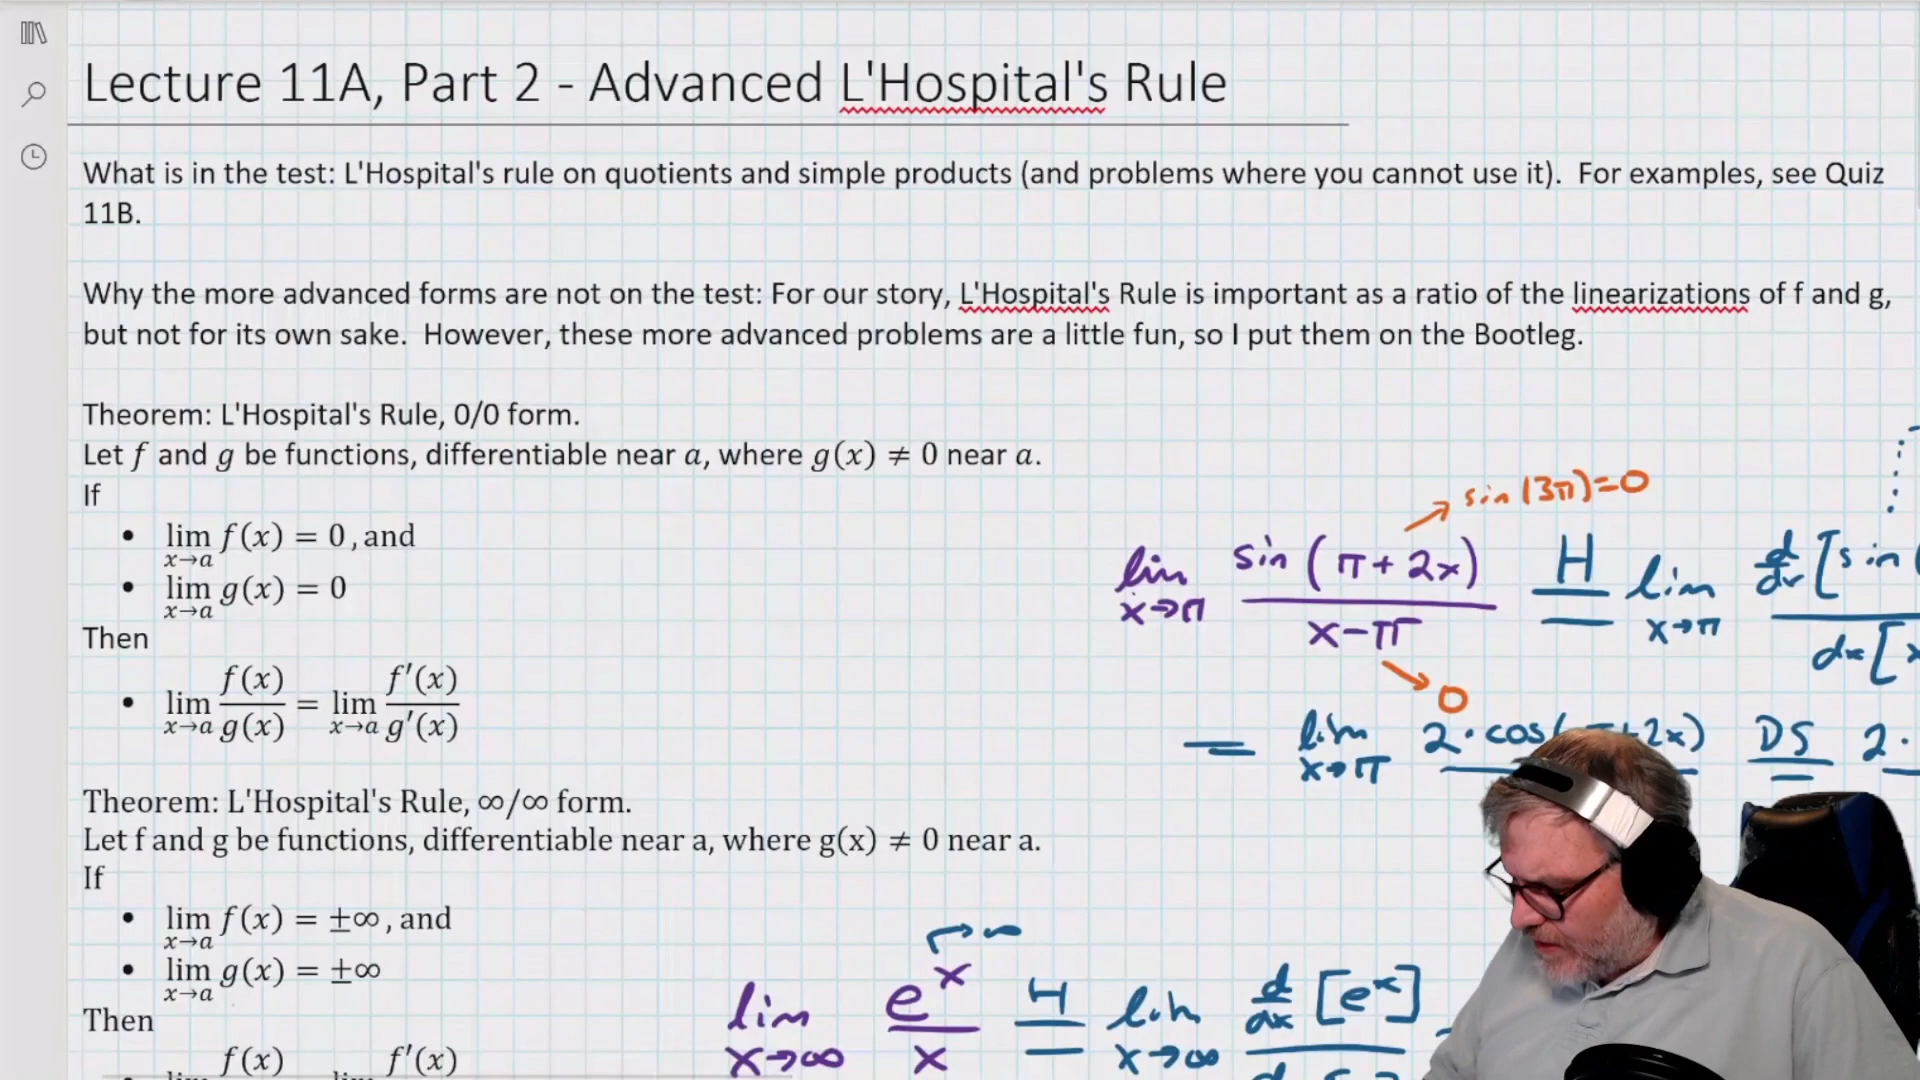 Lecture 11A, Part 2 - Advanced L'Hospital's Rule
What is in the test: L'Hospital's rule on quotients and simple products (and problems where you cannot use it).  For examples, see Quiz
11B.
Why the more advanced forms are not on the test: For our story, L'Hospital's Rule is important as a ratio of the linearizations of f and g,
but not for its own sake.  However, these more advanced problems are a little fun, so I put them on the Bootleg.
Theorem: L'Hospital's Rule, 0/0 form.
Let f and g be functions, differentiable near a, where g(x) ≠ 0 near a.
If
• lim f(x) = 0, and
x→a
• lim g(x) = 0
x→a
Then
f(x) f′(x)
• lim = lim
x→a g(x) x→a g′(x)
Theorem: L'Hospital's Rule, ∞/∞ form.
Let f and g be functions, differentiable near a, where g(x) ≠ 0 near a.
If
• lim f(x) = ±∞, and
x→a
• lim g(x) = ±∞
x→a
Then
f(x) f′(x)
sin(3π)=0
lim sin(π+2x) H lim d/dx [sin(
x→π x-π = x→π dx[
0
= lim 2·cos( +2x) DS 2·
x→π
→∞
lim e^x H lim d/dx [e^x]
x→∞ x = x→∞